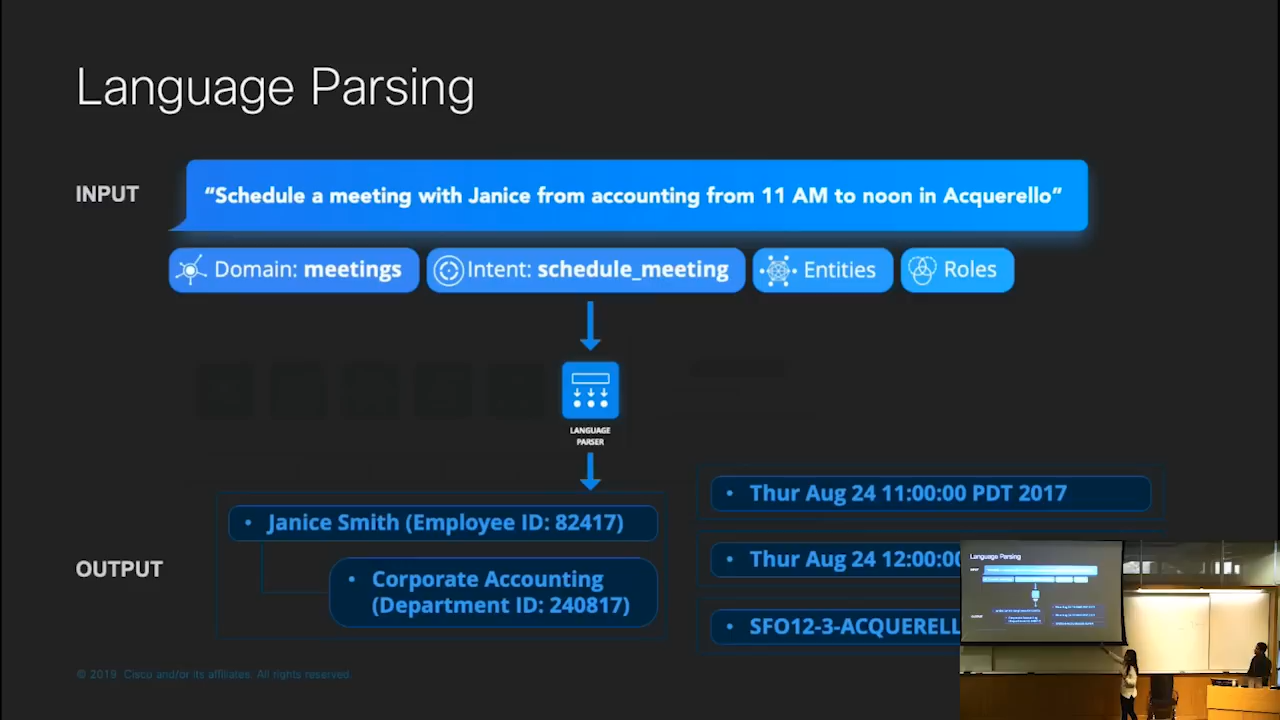 Language Parsing
INPUT
“Schedule a meeting with Janice from accounting from 11 AM to noon in Acquerello”
Domain: meetings
Intent: schedule_meeting
Entities
Roles
LANGUAGE
PARSER
OUTPUT
• Janice Smith (Employee ID: 82417)
• Corporate Accounting
(Department ID: 240817)
• Thur Aug 24 11:00:00 PDT 2017
• Thur Aug 24 12:00:00
• SFO12-3-ACQUERELL
© 2019 Cisco and/or its affiliates. All rights reserved.
Language Parsing